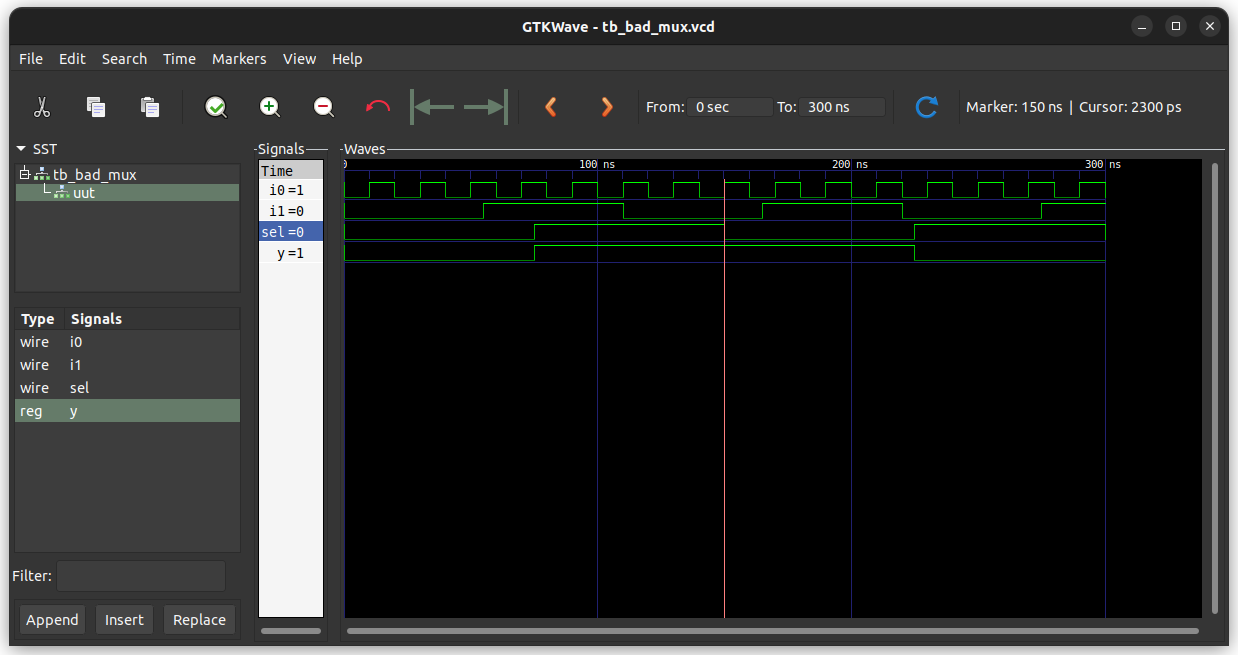 GTKWave - tb_bad_mux.vcd
File Edit Search Time Markers View Help
From: 0 sec To: 300 ns Marker: 150 ns | Cursor: 2300 ps
SST
tb_bad_mux
uut
Type Signals
wire i0
wire i1
wire sel
reg y
Filter:
Append Insert Replace
Signals
Time
i0 =1
i1 =0
sel =0
y =1
Waves
0 100 ns 200 ns 300 ns